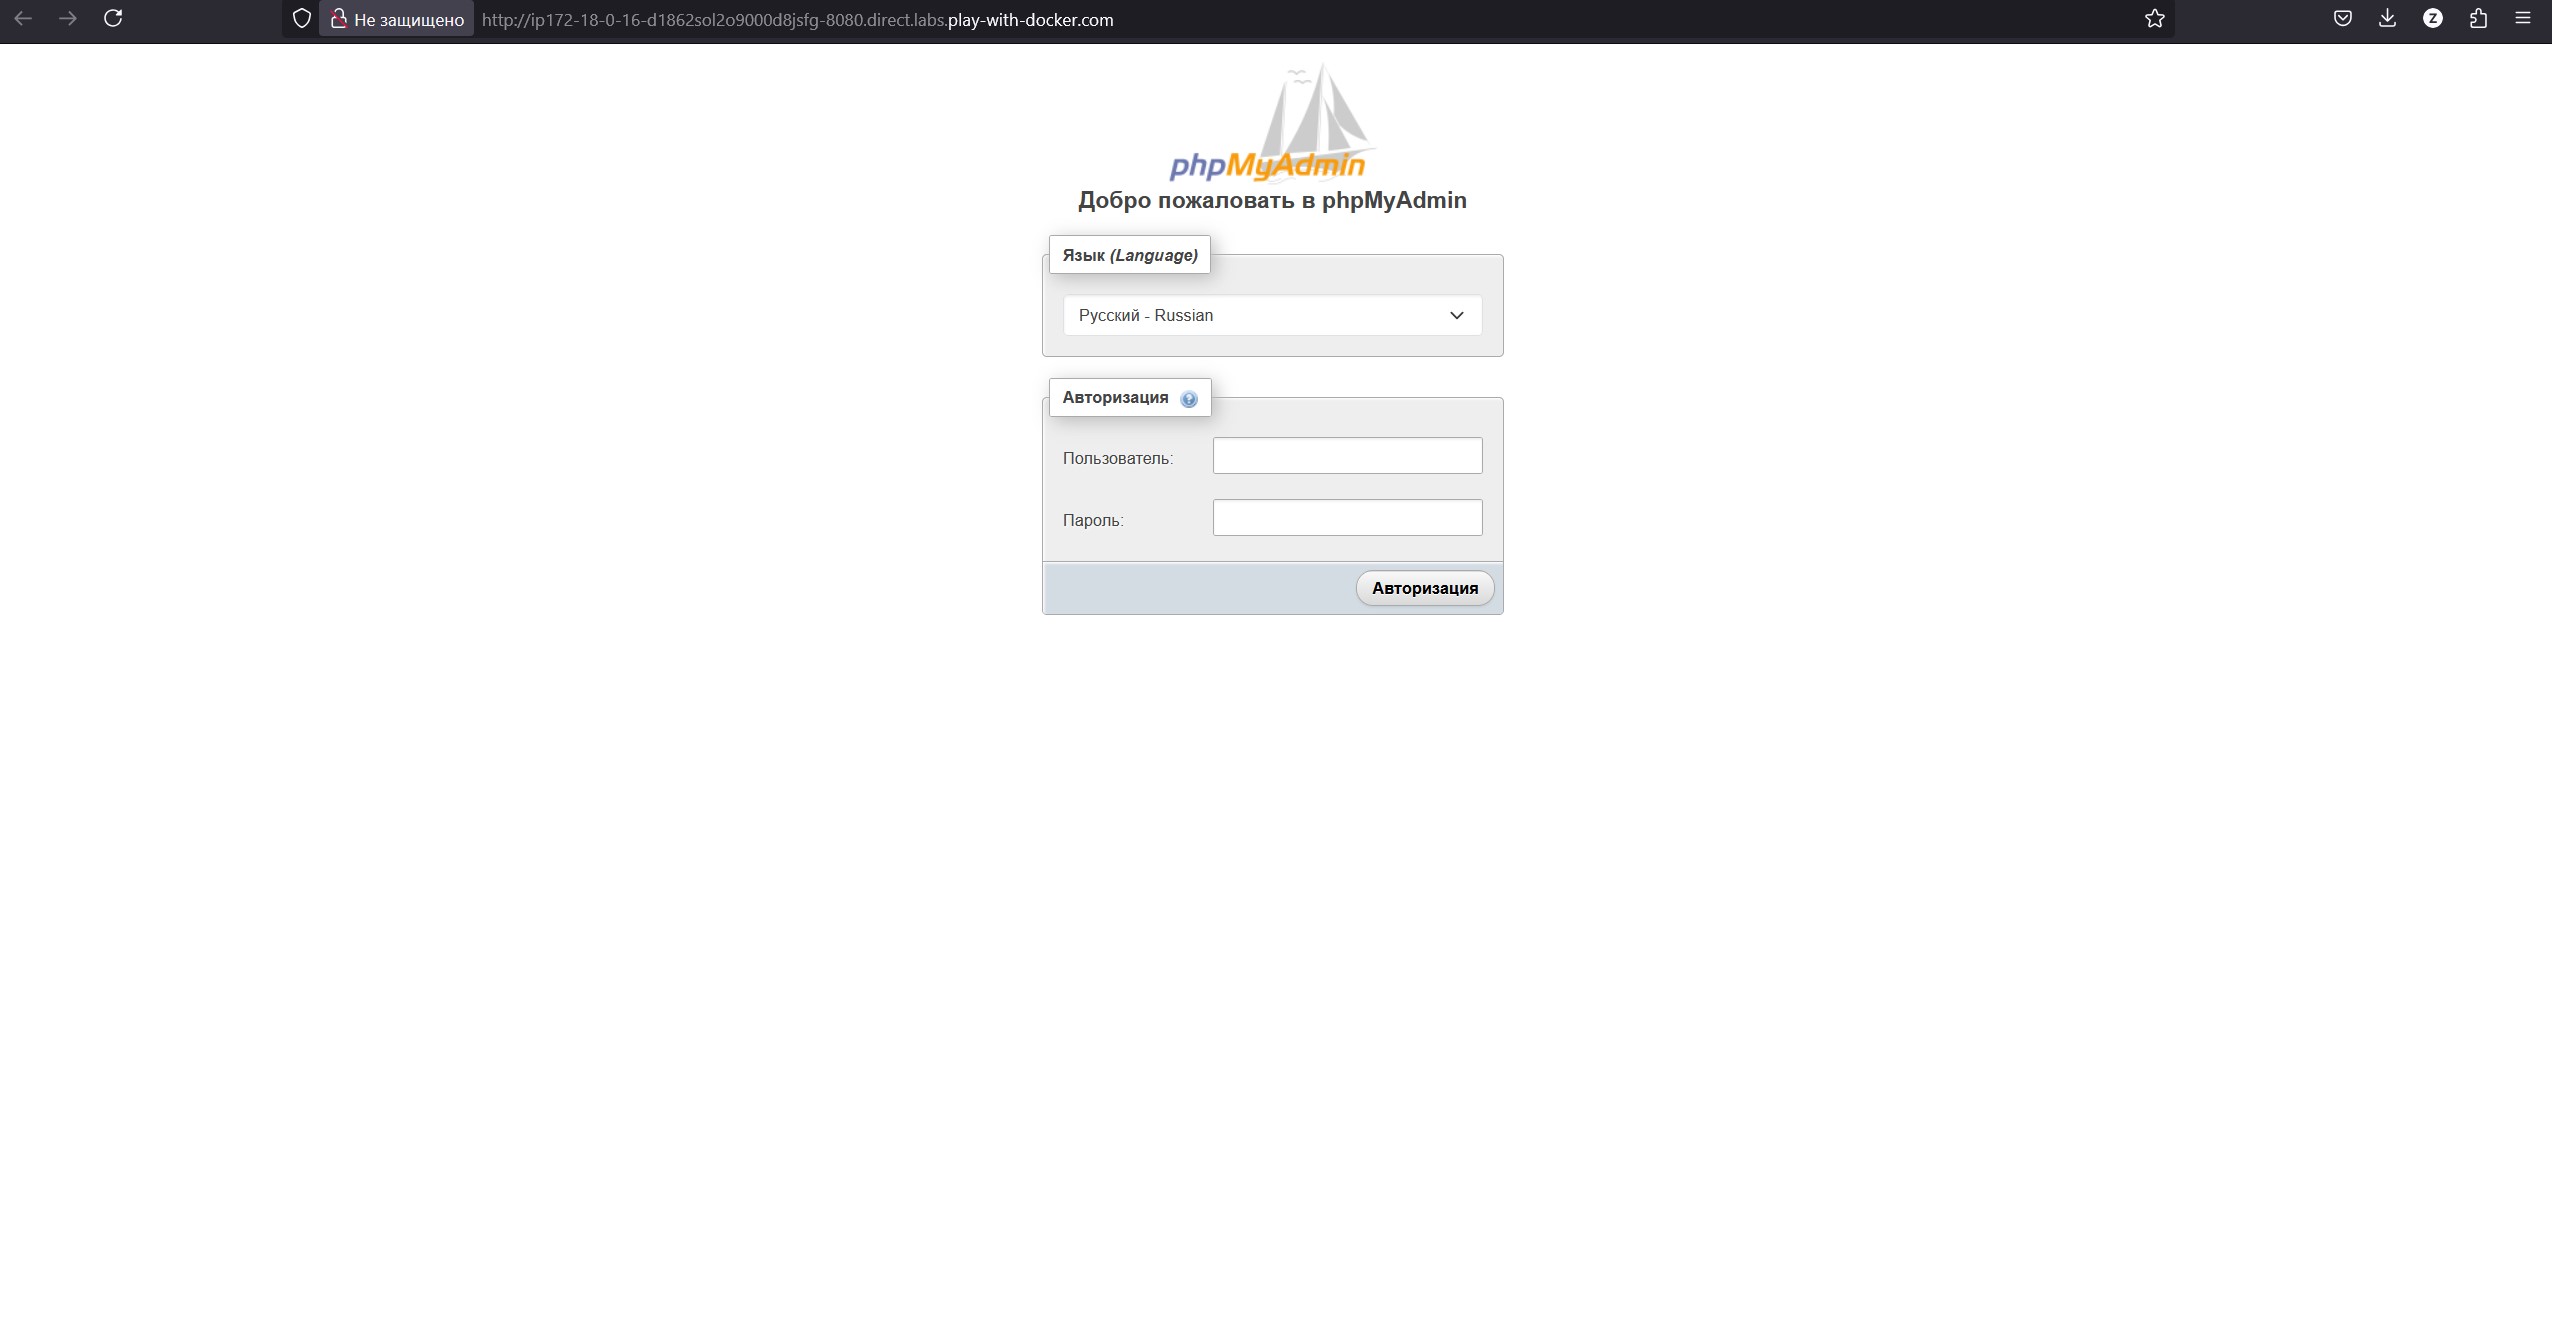 Не защищено http://ip172-18-0-16-d1862sol2o9000d8jsfg-8080.direct.labs.play-with-docker.com
Z
phpMyAdmin
Добро пожаловать в phpMyAdmin
Язык (Language)
Русский - Russian
Авторизация ?
Пользователь:
Пароль:
Авторизация